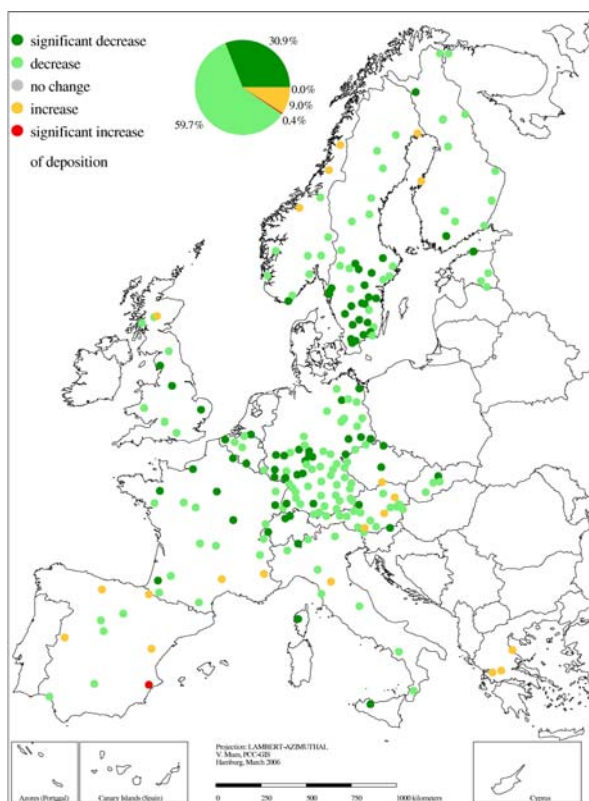 significant decrease
decrease
no change
increase
significant increase
of deposition
30.9%
0.0%
9.0%
0.4%
59.7%
Projection: LAMBERT-AZIMUTHAL
V. Mues, PCC-GIS
Hamburg, March 2006
0 250 500 750 1000 kilometers
Azores (Portugal)
Canary Islands (Spain)
Cyprus